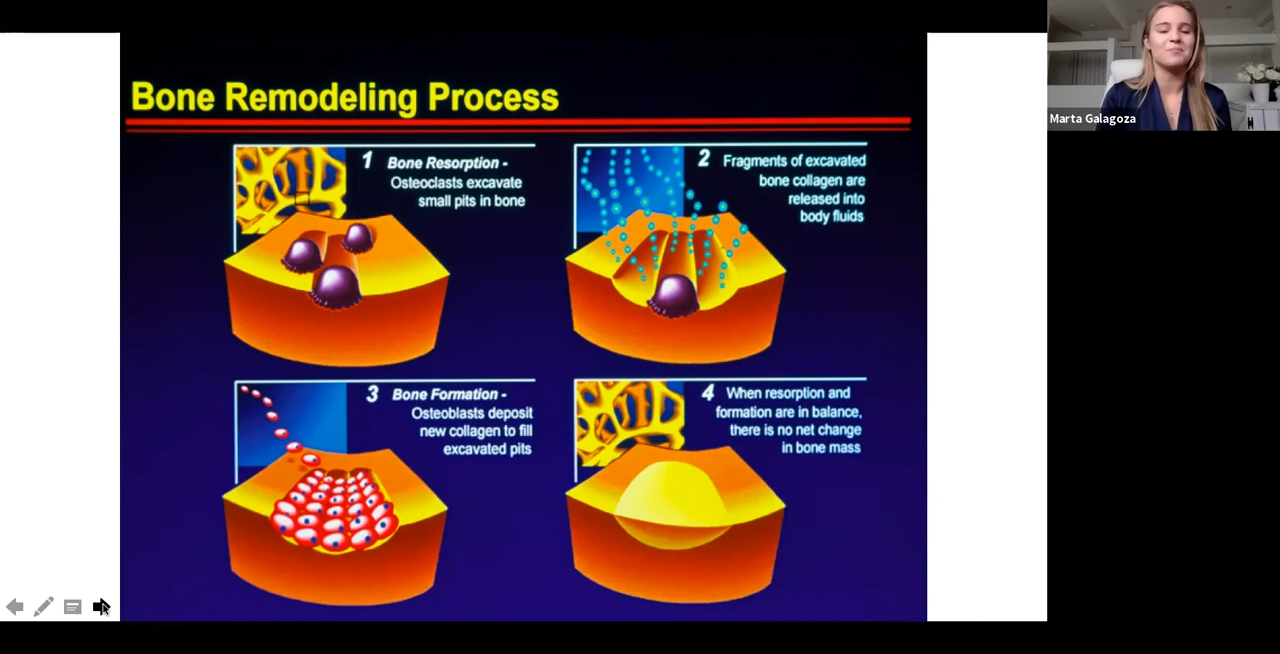 Bone Remodeling Process
1 Bone Resorption -
Osteoclasts excavate
small pits in bone
2 Fragments of excavated
bone collagen are
released into
body fluids
3 Bone Formation -
Osteoblasts deposit
new collagen to fill
excavated pits
4 When resorption and
formation are in balance,
there is no net change
in bone mass
Marta Galagoza